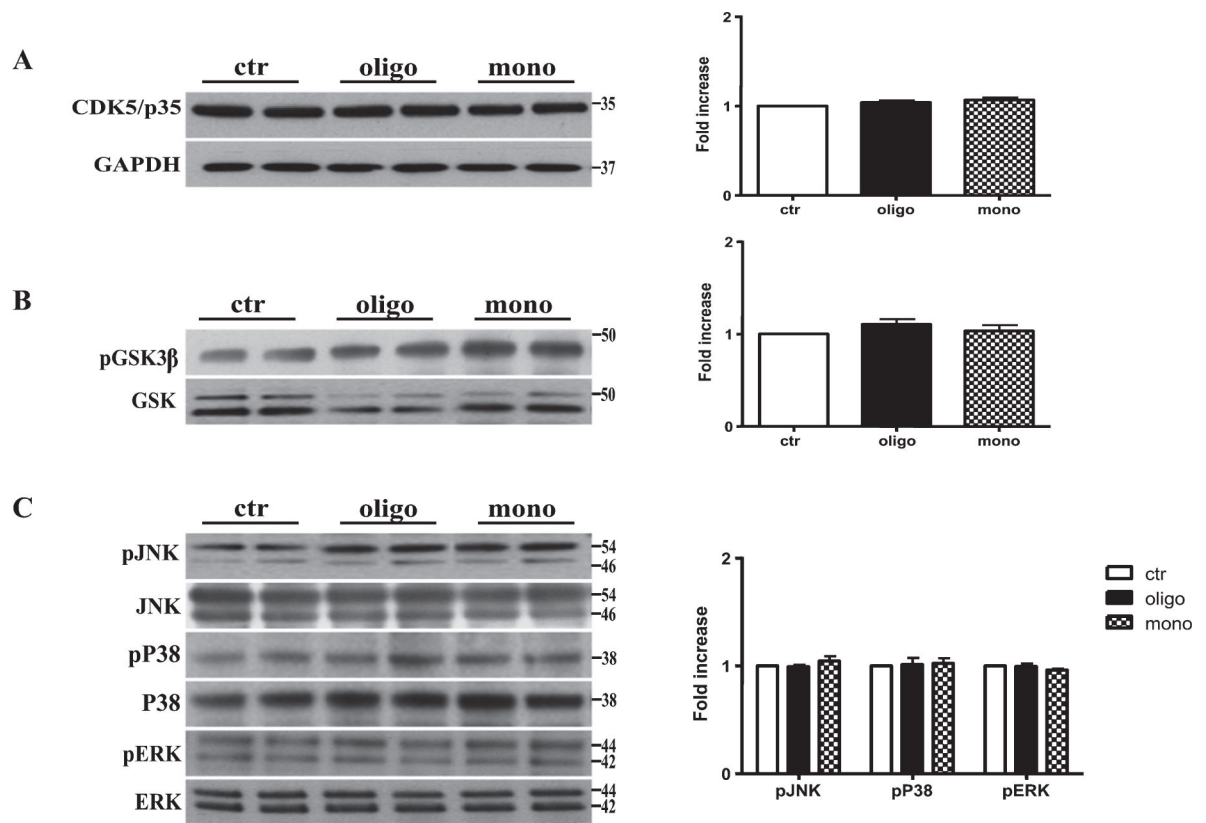 A
ctr oligo mono
CDK5/p35
35
GAPDH
37
Fold increase
2
1
0
ctr oligo mono
B
ctr oligo mono
pGSK3β
50
GSK
50
Fold increase
2
1
0
ctr oligo mono
C
ctr oligo mono
pJNK
54
46
JNK
54
46
pP38
38
P38
38
pERK
44
42
ERK
44
42
Fold increase
2
1
0
pJNK pP38 pERK
ctr
oligo
mono